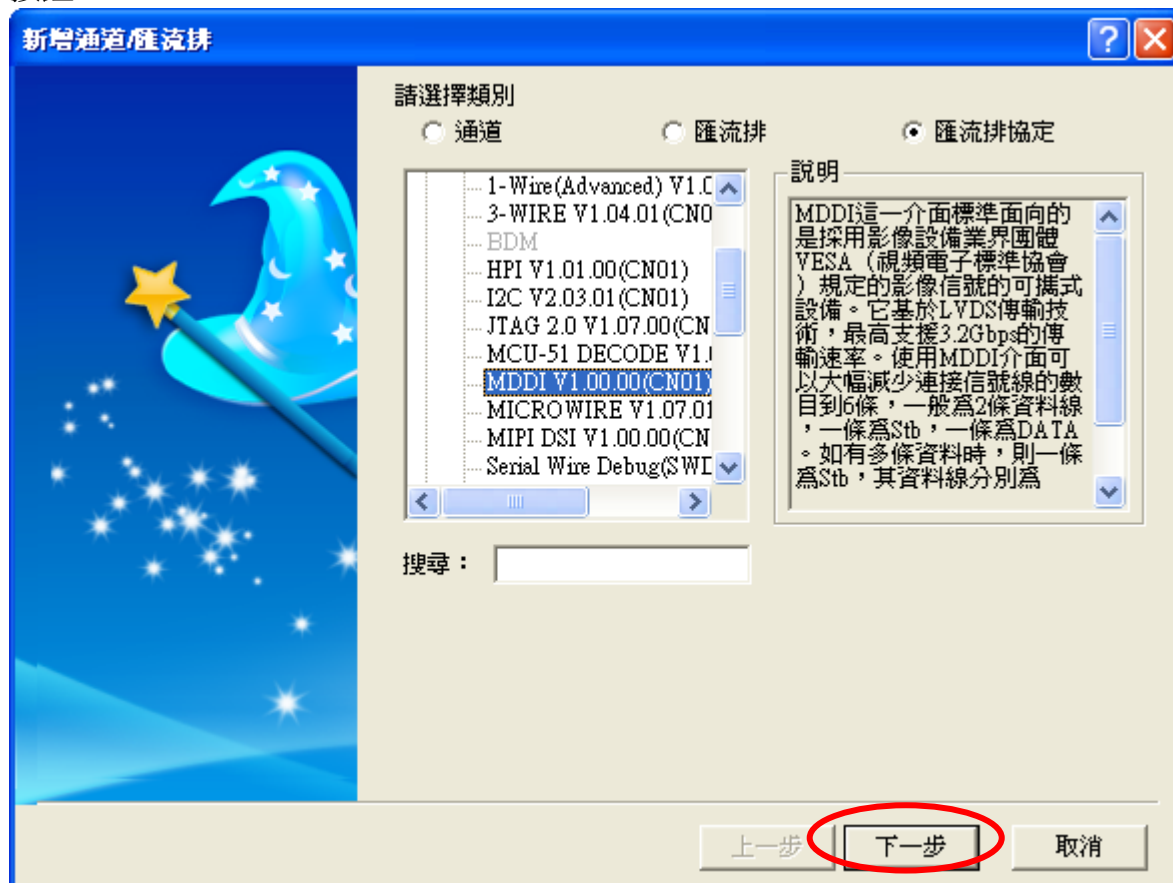 新增通道/匯流排
請選擇類別
通道
匯流排
匯流排協定
1-Wire(Advanced) V1.0
3-WIRE V1.04.01(CN0
BDM
HPI V1.01.00(CN01)
I2C V2.03.01(CN01)
JTAG 2.0 V1.07.00(CN
MCU-51 DECODE V1.
MDDI V1.00.00(CN01)
MICROWIRE V1.07.01
MIPI DSI V1.00.00(CN
Serial Wire Debug(SWD
說明
MDDI這一介面標準面向的
是採用影像設備業界團體
VESA（視頻電子標準協會
）規定的影像信號的可攜式
設備。它基於LVDS傳輸技
術，最高支援3.2Gbps的傳
輸速率。使用MDDI介面可
以大幅減少連接信號線的數
目到6條，一般爲2條資料線
，一條爲Stb，一條爲DATA
。如有多條資料時，則一條
爲Stb，其資料線分別爲
搜尋：
上一步
下一步
取消